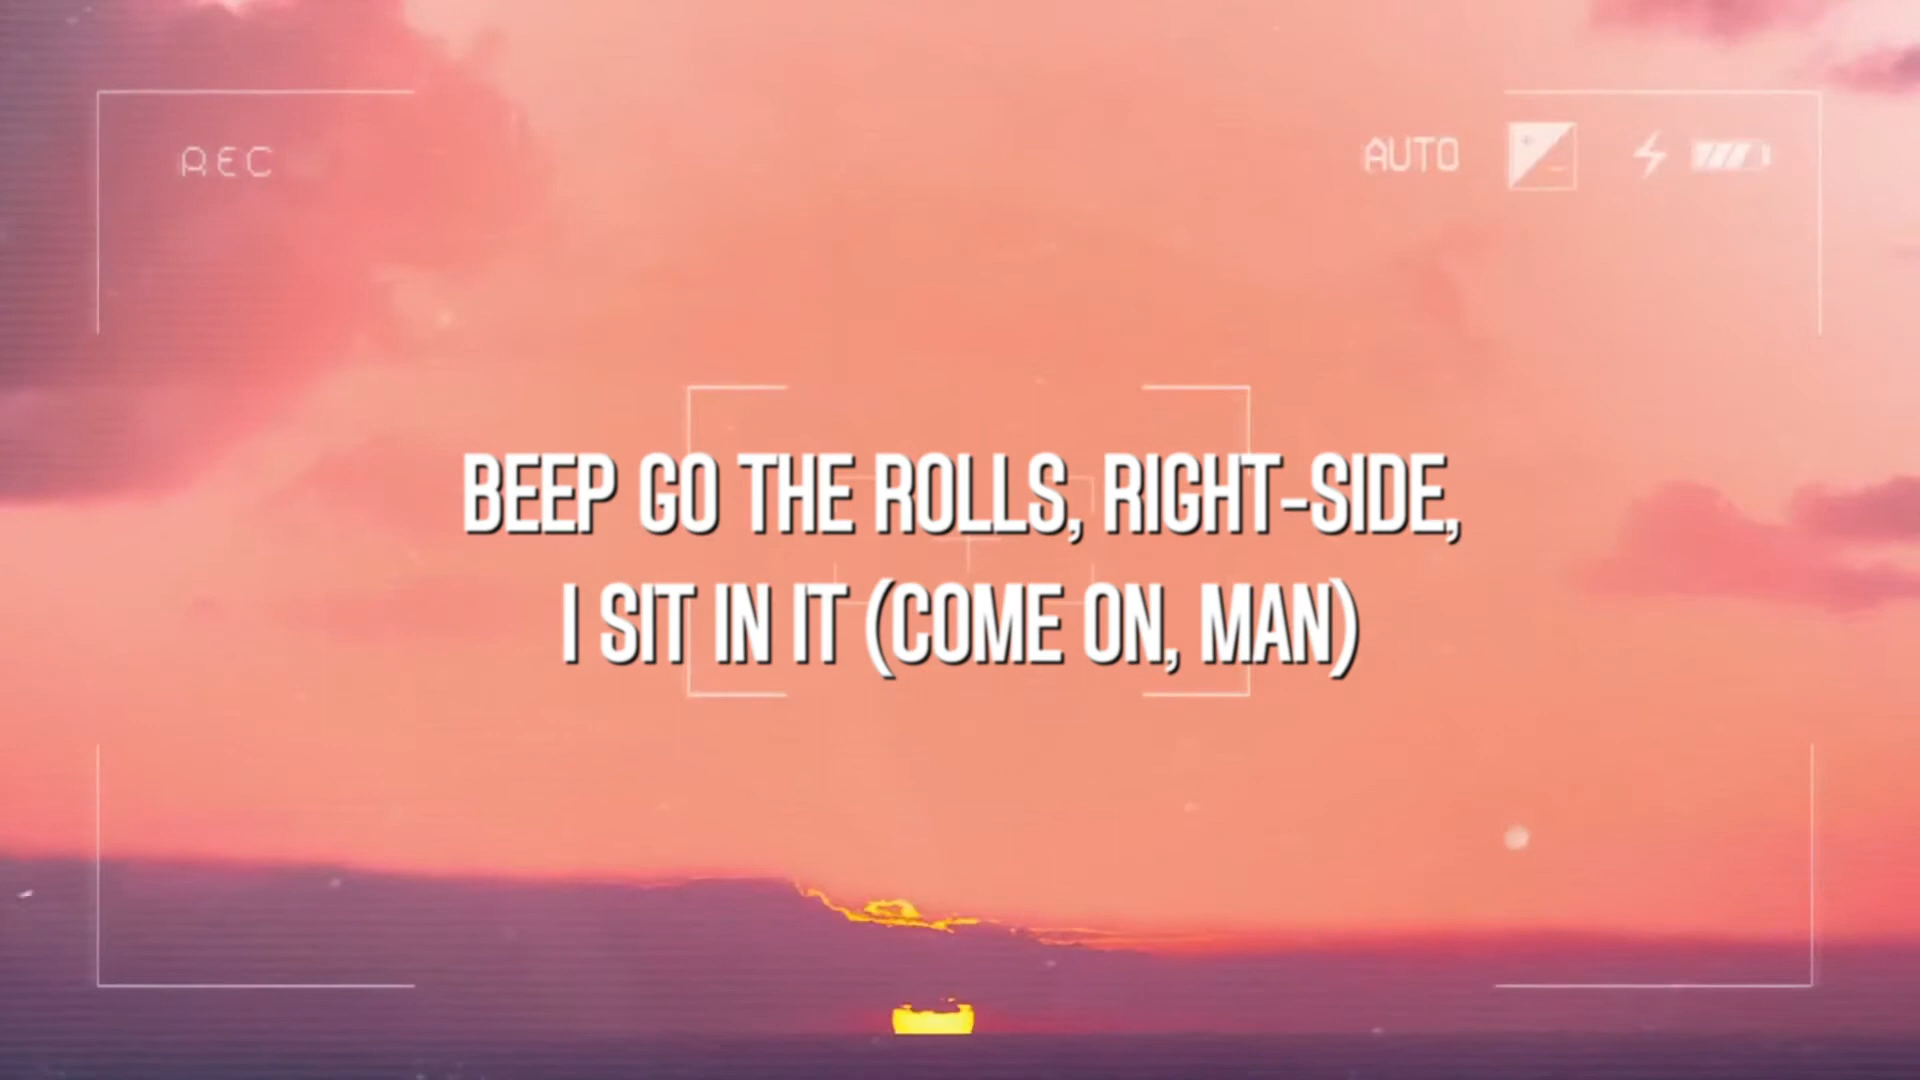 REC
AUTO
BEEP GO THE ROLLS, RIGHT-SIDE,
I SIT IN IT (COME ON, MAN)